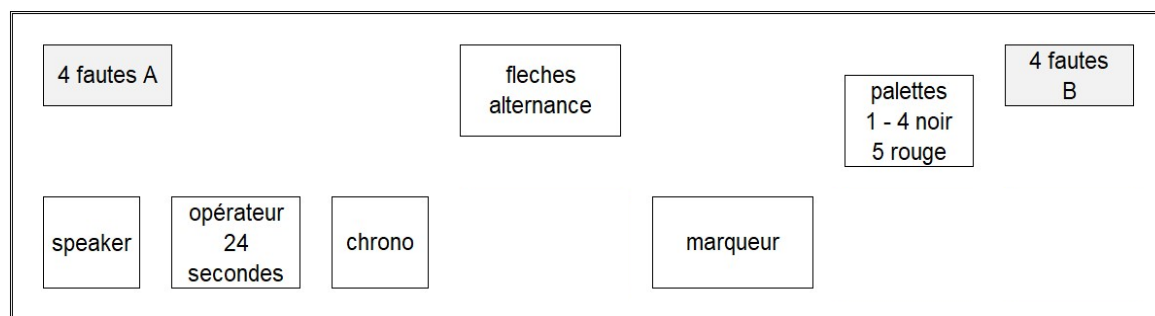 4 fautes A
fleches
alternance
palettes
1 - 4 noir
5 rouge
4 fautes
B
speaker
opérateur
24
secondes
chrono
marqueur